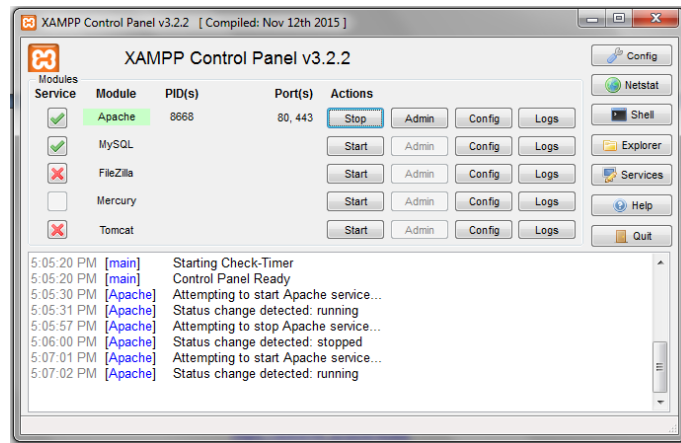 XAMPP Control Panel v3.2.2 [ Compiled: Nov 12th 2015 ]
XAMPP Control Panel v3.2.2
Config
Modules
Service Module PID(s) Port(s) Actions
Netstat
Apache 8668 80, 443 Stop Admin Config Logs
Shell
MySQL Start Admin Config Logs
Explorer
FileZilla Start Admin Config Logs
Services
Mercury Start Admin Config Logs
Help
Tomcat Start Admin Config Logs
Quit
5:05:20 PM [main] Starting Check-Timer
5:05:20 PM [main] Control Panel Ready
5:05:30 PM [Apache] Attempting to start Apache service...
5:05:31 PM [Apache] Status change detected: running
5:05:57 PM [Apache] Attempting to stop Apache service...
5:06:00 PM [Apache] Status change detected: stopped
5:07:01 PM [Apache] Attempting to start Apache service...
5:07:02 PM [Apache] Status change detected: running